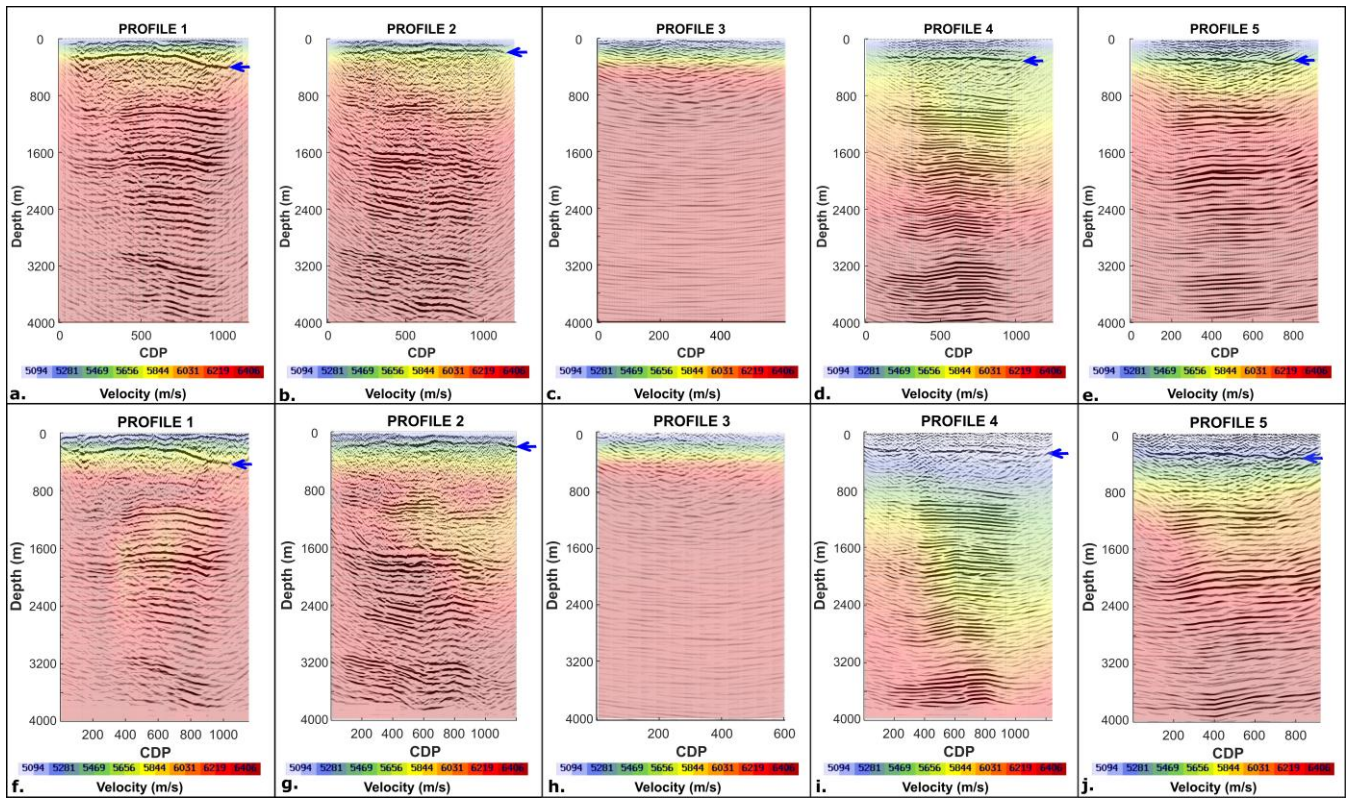 PROFILE 1
0
800
1600
2400
3200
4000
Depth (m)
0 500 1000
CDP
5094 5281 5469 5656 5844 6031 6219 6406
a. Velocity (m/s)
PROFILE 2
0
800
1600
2400
3200
4000
Depth (m)
0 500 1000
CDP
5094 5281 5469 5656 5844 6031 6219 6406
b. Velocity (m/s)
PROFILE 3
0
800
1600
2400
3200
4000
Depth (m)
0 200 400
CDP
5094 5281 5469 5656 5844 6031 6219 6406
c. Velocity (m/s)
PROFILE 4
0
800
1600
2400
3200
4000
Depth (m)
0 500 1000
CDP
5094 5281 5469 5656 5844 6031 6219 6406
d. Velocity (m/s)
PROFILE 5
0
800
1600
2400
3200
4000
Depth (m)
0 200 400 600 800
CDP
5094 5281 5469 5656 5844 6031 6219 6406
e. Velocity (m/s)
PROFILE 1
0
800
1600
2400
3200
4000
Depth (m)
200 400 600 800 1000
CDP
5094 5281 5469 5656 5844 6031 6219 6406
f. Velocity (m/s)
PROFILE 2
0
800
1600
2400
3200
4000
Depth (m)
200 400 600 800 1000
CDP
5094 5281 5469 5656 5844 6031 6219 6406
g. Velocity (m/s)
PROFILE 3
0
800
1600
2400
3200
4000
Depth (m)
200 400 600
CDP
5094 5281 5469 5656 5844 6031 6219 6406
h. Velocity (m/s)
PROFILE 4
0
800
1600
2400
3200
4000
Depth (m)
200 400 600 800 1000
CDP
5094 5281 5469 5656 5844 6031 6219 6406
i. Velocity (m/s)
PROFILE 5
0
800
1600
2400
3200
4000
Depth (m)
0 200 400 600 800
CDP
5094 5281 5469 5656 5844 6031 6219 6406
j. Velocity (m/s)